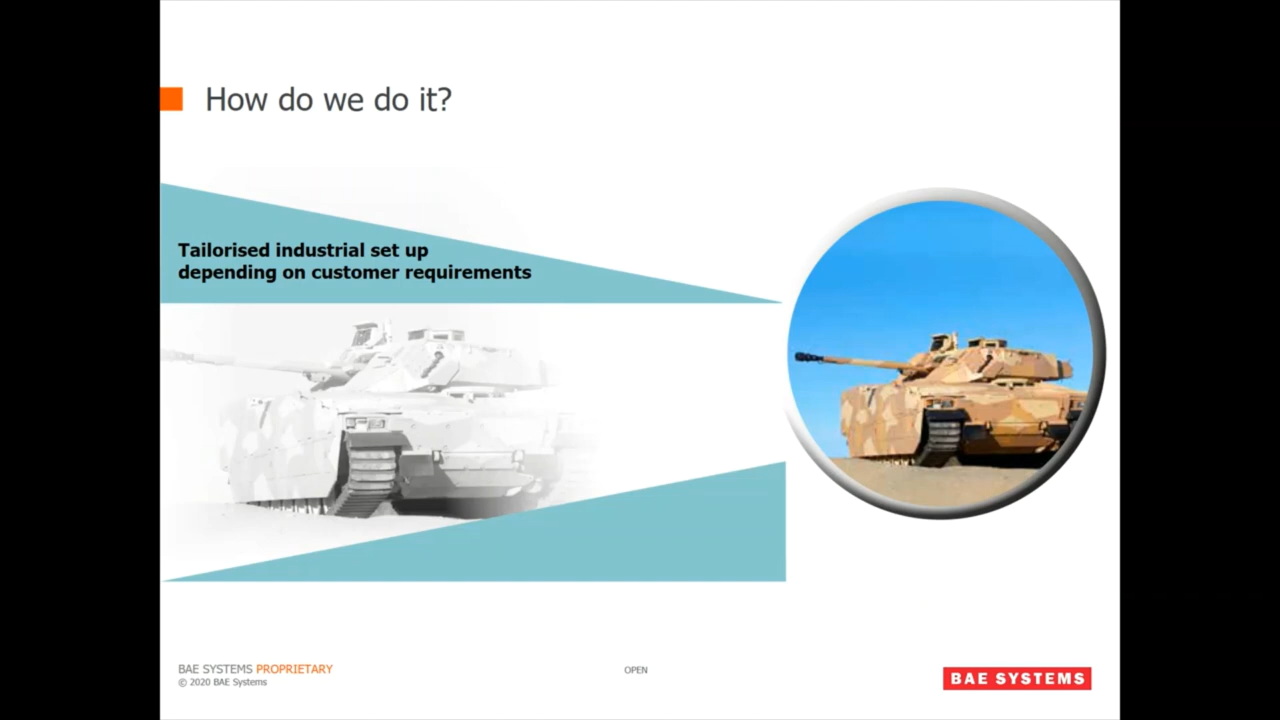 How do we do it?
Tailorised industrial set up
depending on customer requirements
BAE SYSTEMS PROPRIETARY
© 2020 BAE Systems
OPEN
BAE SYSTEMS